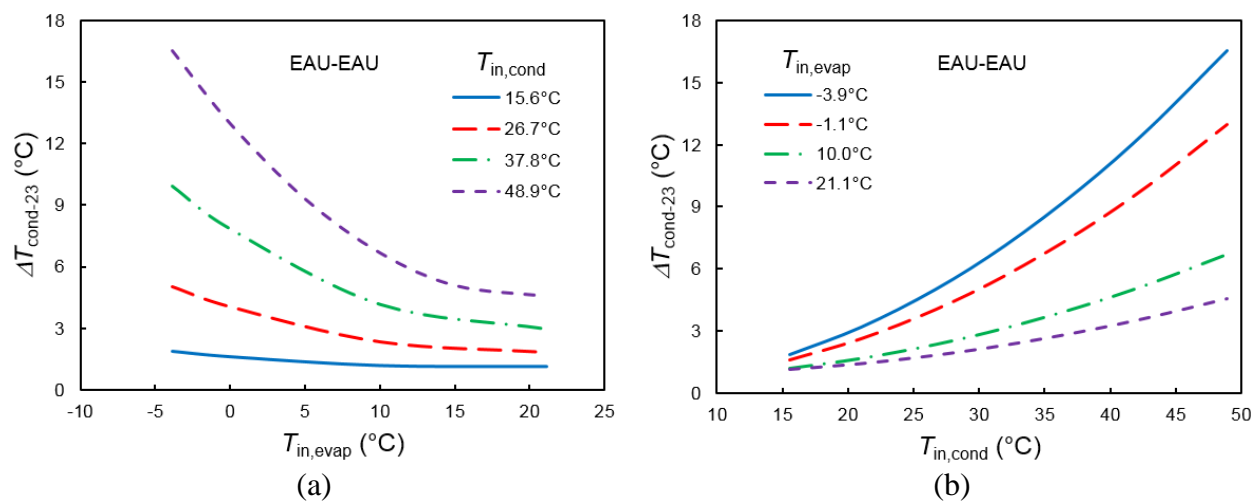 18
15
12
9
6
3
0
-10
-5
0
5
10
15
20
25
ΔTcond-23 (°C)
Tin,evap (°C)
EAU-EAU
Tin,cond
15.6°C
26.7°C
37.8°C
48.9°C
(a)
18
15
12
9
6
3
0
10
15
20
25
30
35
40
45
50
ΔTcond-23 (°C)
Tin,cond (°C)
Tin,evap
EAU-EAU
-3.9°C
-1.1°C
10.0°C
21.1°C
(b)